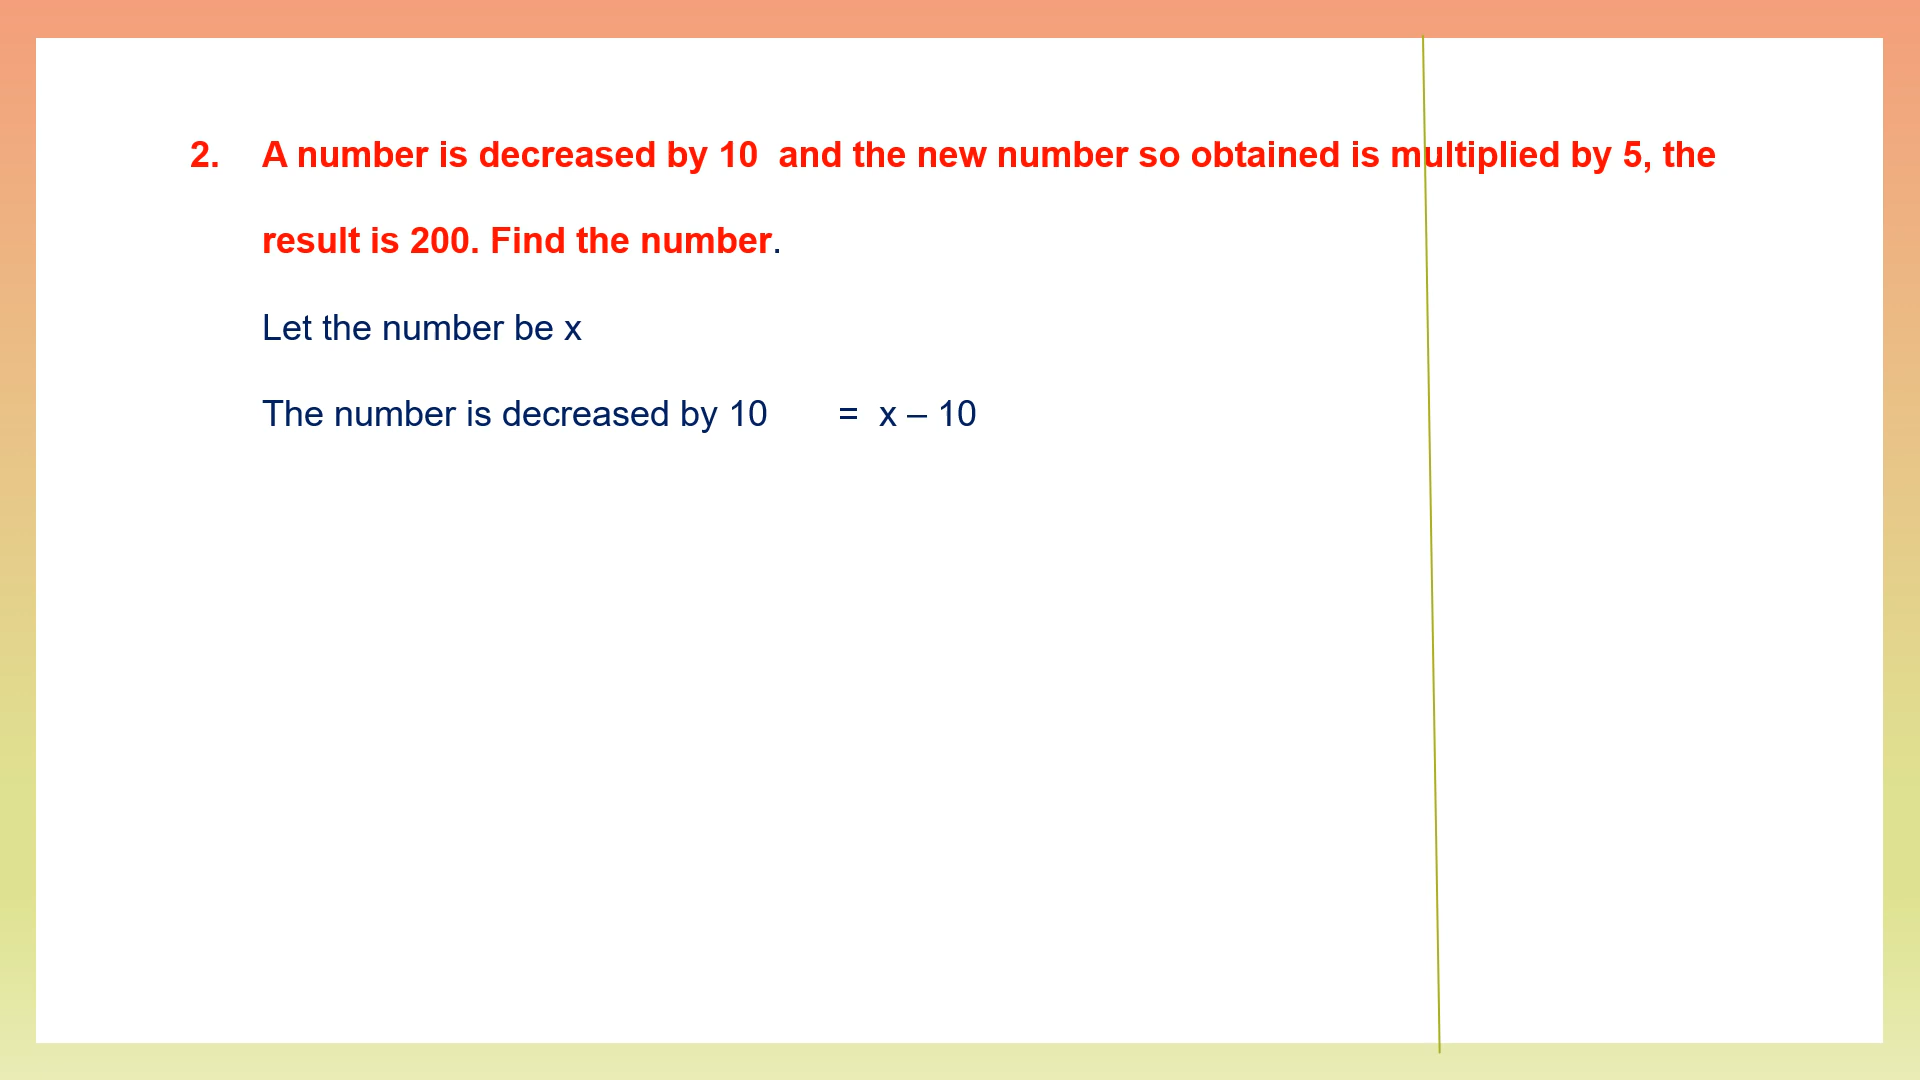 2. A number is decreased by 10 and the new number so obtained is multiplied by 5, the
result is 200. Find the number.
Let the number be x
The number is decreased by 10 = x – 10